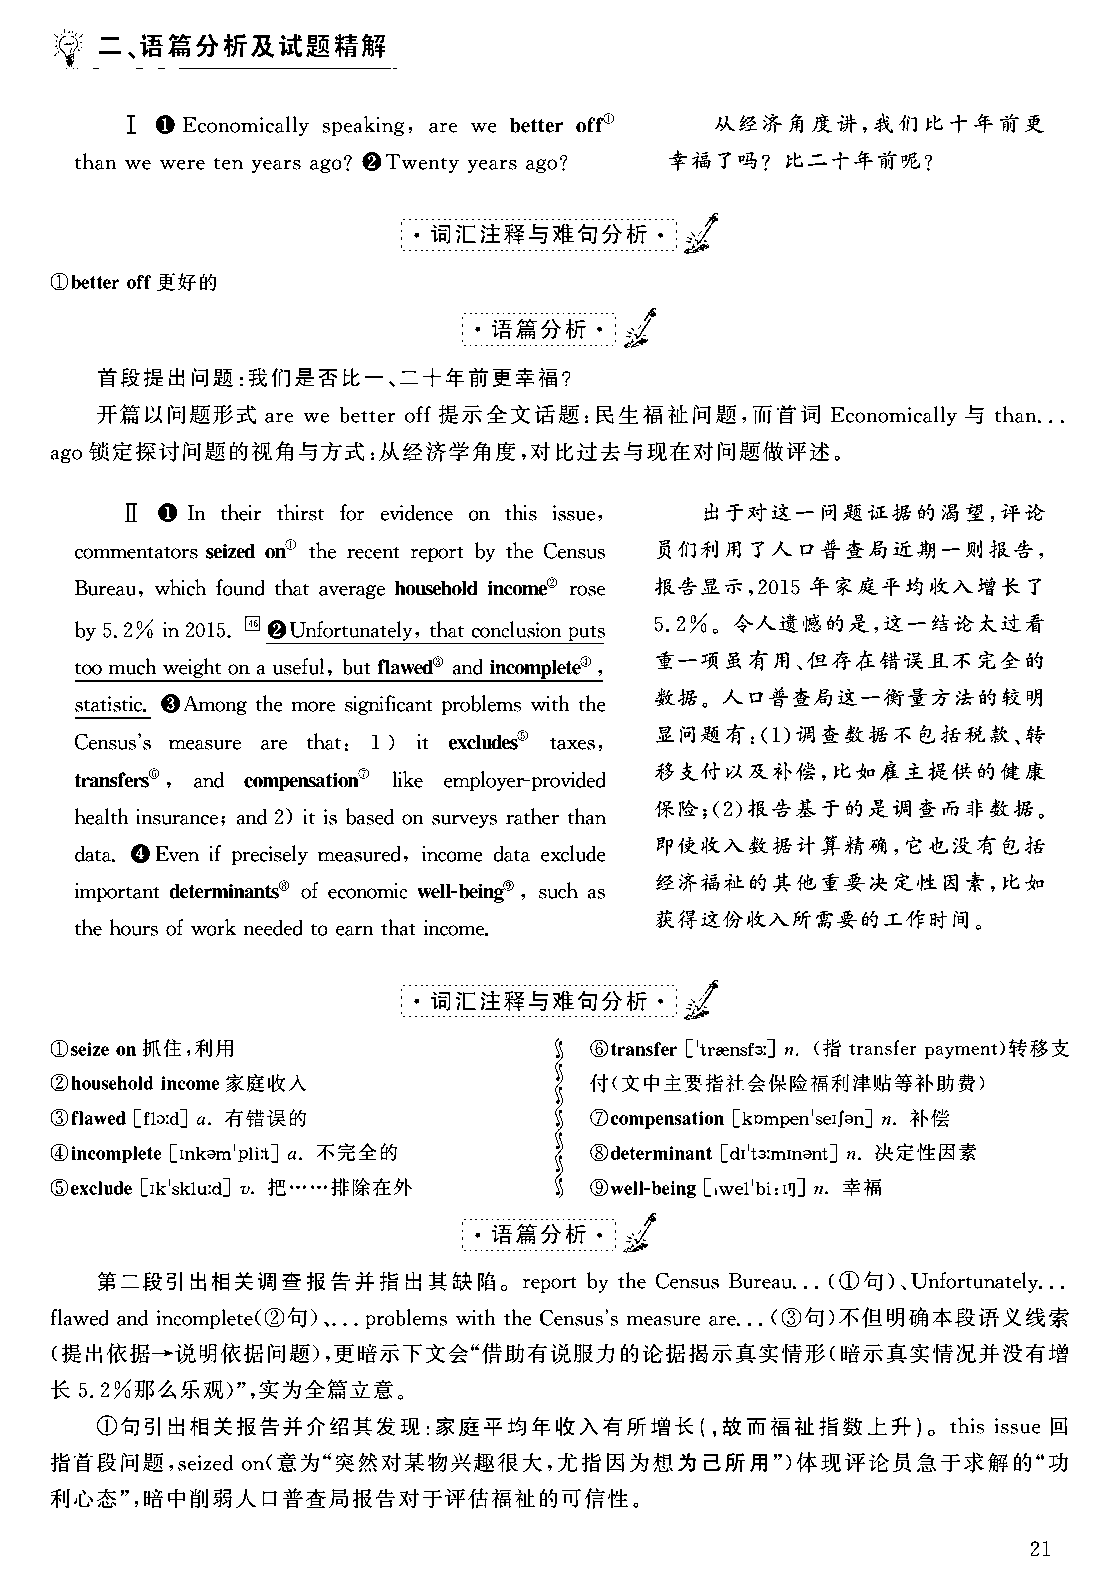 二、语篇分析及试题精解
Ⅰ ❶ Economically speaking, are we better off①
than we were ten years ago? ❷ Twenty years ago?
从经济角度讲,我们比十年前更
幸福了吗? 比二十年前呢?
·词汇注释与难句分析·
①better off 更好的
·语篇分析·
首段提出问题:我们是否比一、二十年前更幸福?
开篇以问题形式 are we better off 提示全文话题:民生福祉问题,而首词 Economically 与 than...
ago 锁定探讨问题的视角与方式:从经济学角度,对比过去与现在对问题做评述。
Ⅱ ❶ In their thirst for evidence on this issue,
commentators seized on① the recent report by the Census
Bureau, which found that average household income② rose
by 5.2% in 2015. [46] ❷ Unfortunately, that conclusion puts
too much weight on a useful, but flawed③ and incomplete④,
statistic. ❸ Among the more significant problems with the
Census's measure are that: 1) it excludes⑤ taxes,
transfers⑥, and compensation⑦ like employer-provided
health insurance; and 2) it is based on surveys rather than
data. ❹ Even if precisely measured, income data exclude
important determinants⑧ of economic well-being⑨, such as
the hours of work needed to earn that income.
出于对这一问题证据的渴望,评论
员们利用了人口普查局近期一则报告,
报告显示,2015 年家庭平均收入增长了
5.2%。令人遗憾的是,这一结论太过看
重一项虽有用、但存在错误且不完全的
数据。人口普查局这一衡量方法的较明
显问题有:(1)调查数据不包括税款、转
移支付以及补偿,比如雇主提供的健康
保险;(2)报告基于的是调查而非数据。
即使收入数据计算精确,它也没有包括
经济福祉的其他重要决定性因素,比如
获得这份收入所需要的工作时间。
·词汇注释与难句分析·
①seize on 抓住,利用
②household income 家庭收入
③flawed [flɔːd] a. 有错误的
④incomplete [ɪnkəmˈpliːt] a. 不完全的
⑤exclude [ɪkˈskluːd] v. 把……排除在外
⑥transfer [ˈtrænsfɜː] n. (指 transfer payment)转移支
付(文中主要指社会保险福利津贴等补助费)
⑦compensation [kɒmpenˈseɪʃən] n. 补偿
⑧determinant [dɪˈtɜːmɪnənt] n. 决定性因素
⑨well-being [ˌwelˈbiːɪŋ] n. 幸福
·语篇分析·
第二段引出相关调查报告并指出其缺陷。report by the Census Bureau...(①句)、Unfortunately...
flawed and incomplete(②句)、... problems with the Census's measure are...(③句)不但明确本段语义线索
(提出依据→说明依据问题),更暗示下文会“借助有说服力的论据揭示真实情形(暗示真实情况并没有增
长 5.2%那么乐观)”,实为全篇立意。
①句引出相关报告并介绍其发现:家庭平均年收入有所增长(,故而福祉指数上升)。this issue 回
指首段问题,seized on(意为“突然对某物兴趣很大,尤指因为想为己所用”)体现评论员急于求解的“功
利心态”,暗中削弱人口普查局报告对于评估福祉的可信性。
21